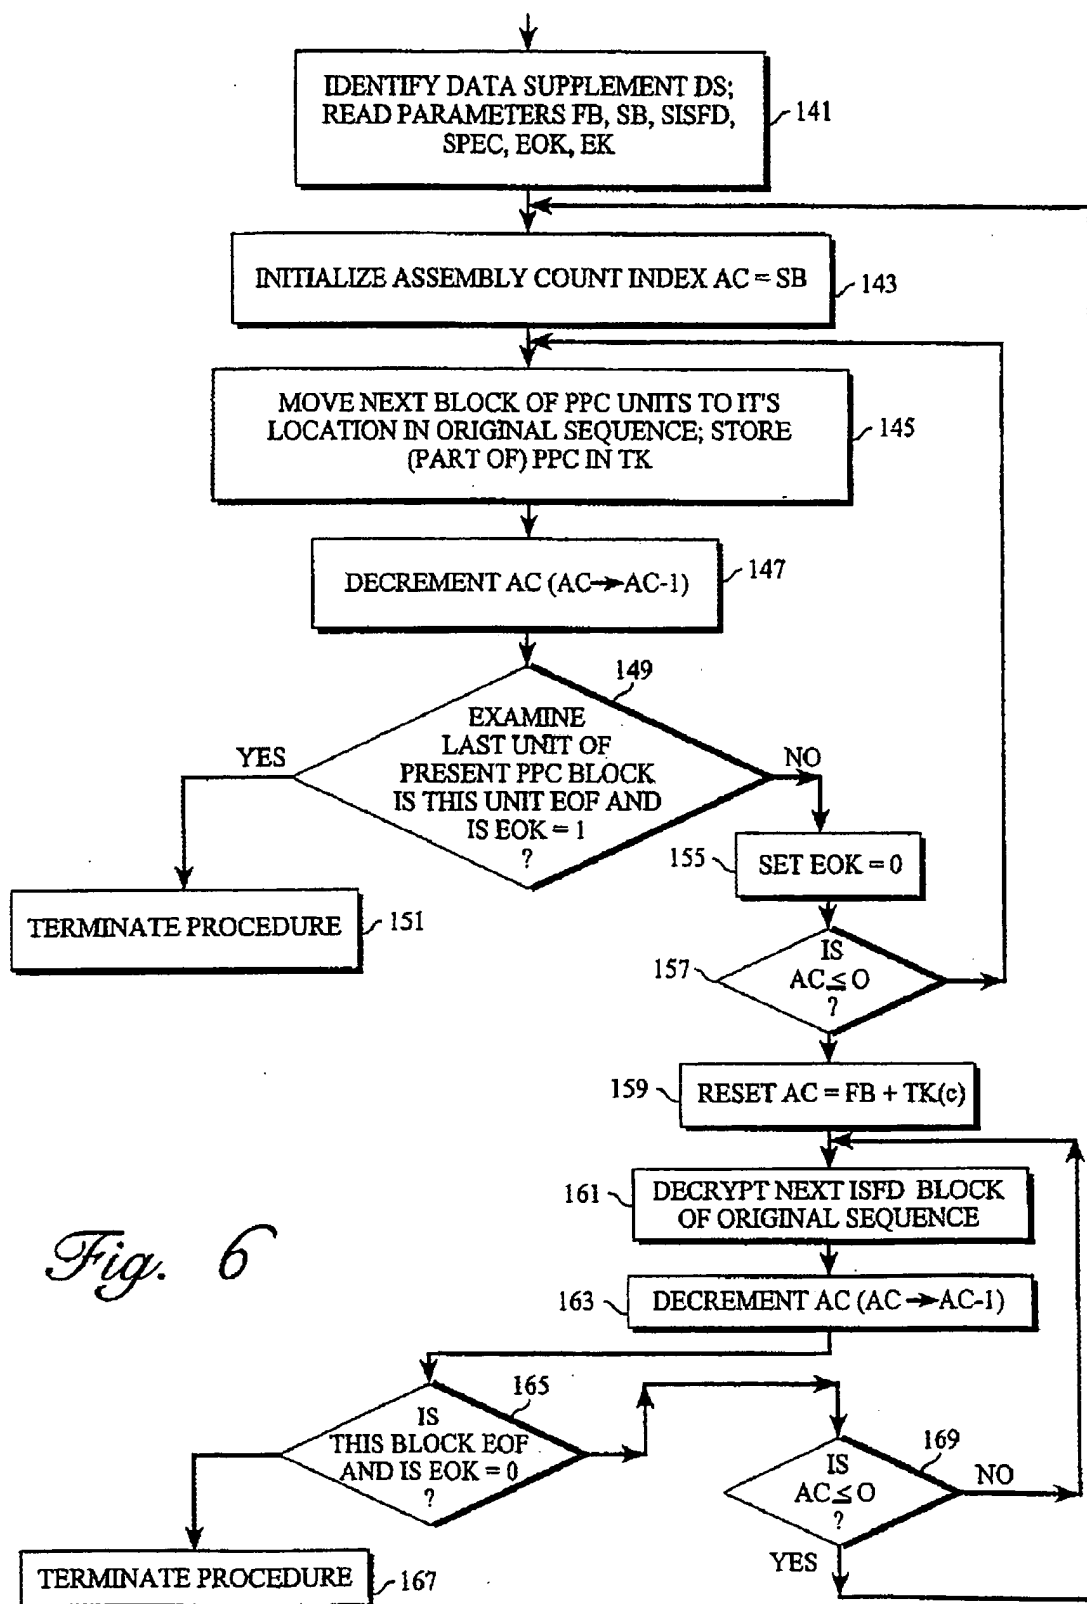 IDENTIFY DATA SUPPLEMENT DS;
READ PARAMETERS FB, SB, SISFD,
SPEC, EOK, EK
141
INITIALIZE ASSEMBLY COUNT INDEX AC = SB
143
MOVE NEXT BLOCK OF PPC UNITS TO IT'S
LOCATION IN ORIGINAL SEQUENCE; STORE
(PART OF) PPC IN TK
145
DECREMENT AC (AC→AC-1)
147
149
EXAMINE
LAST UNIT OF
PRESENT PPC BLOCK
IS THIS UNIT EOF AND
IS EOK = 1
?
YES
NO
TERMINATE PROCEDURE
151
155
SET EOK = 0
157
IS
AC ≤ O
?
159
RESET AC = FB + TK(c)
161
DECRYPT NEXT ISFD BLOCK
OF ORIGINAL SEQUENCE
163
DECREMENT AC (AC→AC-1)
165
IS
THIS BLOCK EOF
AND IS EOK = 0
?
169
IS
AC ≤ O
?
NO
YES
TERMINATE PROCEDURE
167
Fig. 6